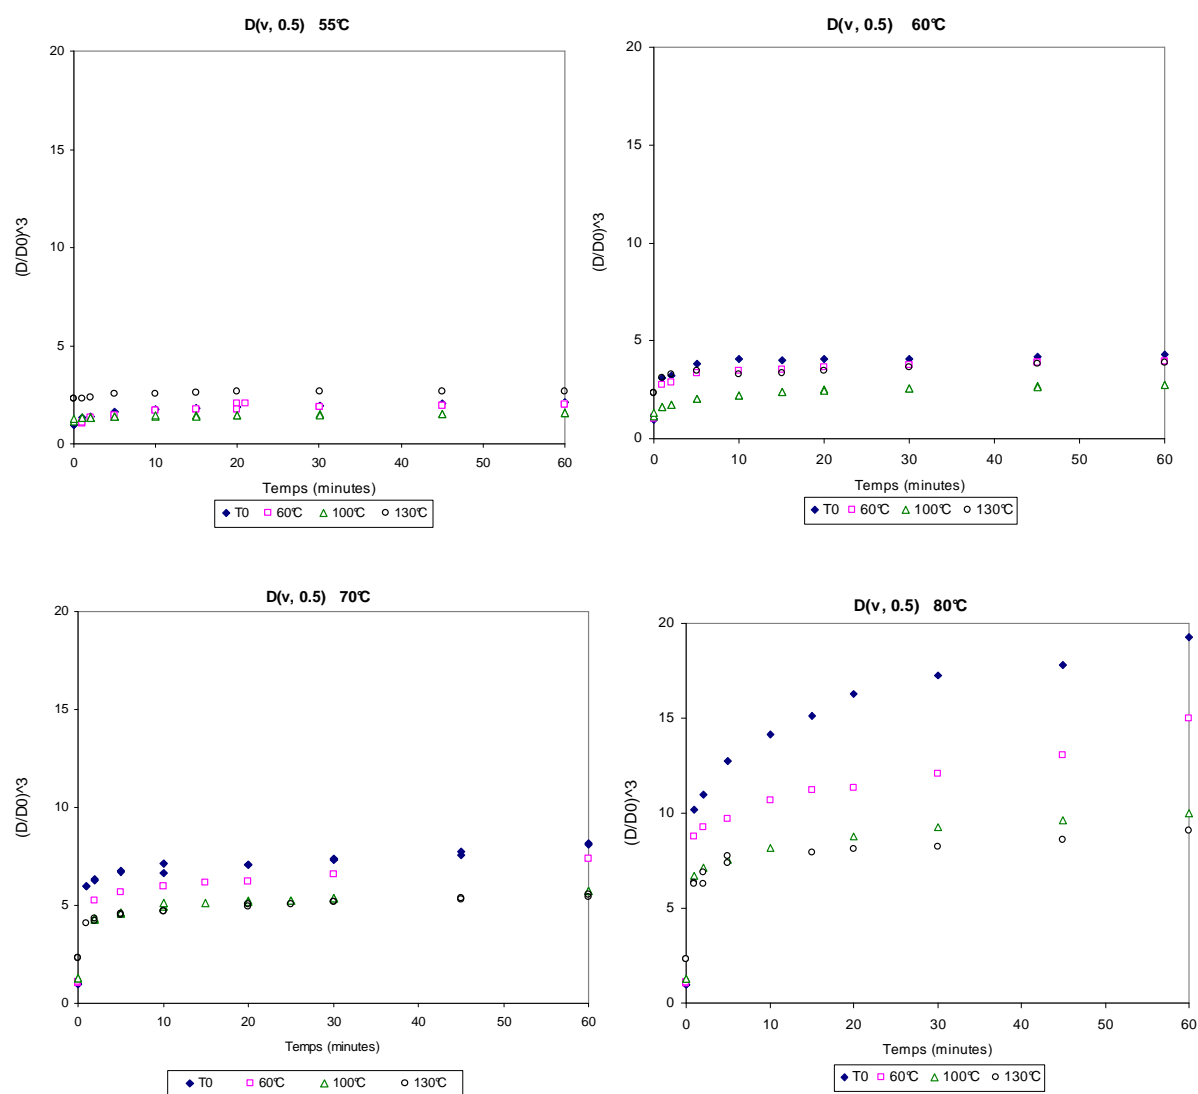 D(v, 0.5) 55°C
20
15
10
5
0
(D/D0)^3
0 10 20 30 40 50 60
Temps (minutes)
T0 60°C 100°C 130°C
D(v, 0.5) 60°C
20
15
10
5
0
(D/D0)^3
0 10 20 30 40 50 60
Temps (minutes)
T0 60°C 100°C 130°C
D(v, 0.5) 70°C
20
15
10
5
0
(D/D0)^3
0 10 20 30 40 50 60
Temps (minutes)
T0 60°C 100°C 130°C
D(v, 0.5) 80°C
20
15
10
5
0
(D/D0)^3
0 10 20 30 40 50 60
Temps (minutes)
T0 60°C 100°C 130°C